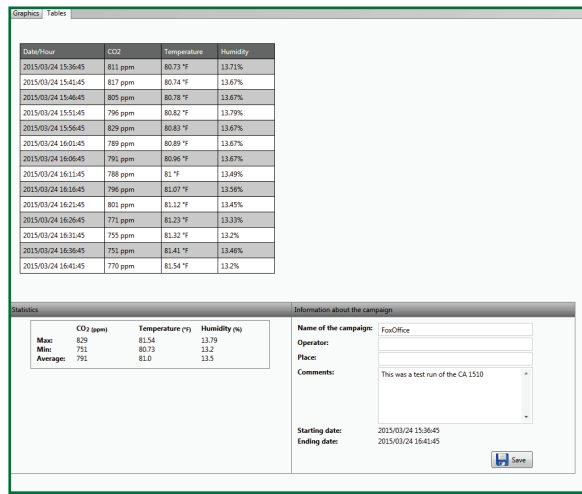 Graphics Tables
Date/Hour CO2 Temperature Humidity
2015/03/24 15:36:45 811 ppm 80.73 °F 13.71%
2015/03/24 15:41:45 817 ppm 80.74 °F 13.67%
2015/03/24 15:46:45 805 ppm 80.78 °F 13.67%
2015/03/24 15:51:45 796 ppm 80.82 °F 13.79%
2015/03/24 15:56:45 829 ppm 80.83 °F 13.67%
2015/03/24 16:01:45 789 ppm 80.89 °F 13.67%
2015/03/24 16:06:45 791 ppm 80.96 °F 13.67%
2015/03/24 16:11:45 788 ppm 81 °F 13.49%
2015/03/24 16:16:45 796 ppm 81.07 °F 13.56%
2015/03/24 16:21:45 801 ppm 81.12 °F 13.45%
2015/03/24 16:26:45 771 ppm 81.23 °F 13.33%
2015/03/24 16:31:45 755 ppm 81.32 °F 13.2%
2015/03/24 16:36:45 751 ppm 81.41 °F 13.46%
2015/03/24 16:41:45 770 ppm 81.54 °F 13.2%
Statistics
CO2 (ppm) Temperature (°F) Humidity (%)
Max: 829 81.54 13.79
Min: 751 80.73 13.2
Average: 791 81.0 13.5
Information about the campaign
Name of the campaign: FoxOffice
Operator:
Place:
Comments: This was a test run of the CA 1510
Starting date: 2015/03/24 15:36:45
Ending date: 2015/03/24 16:41:45
Save